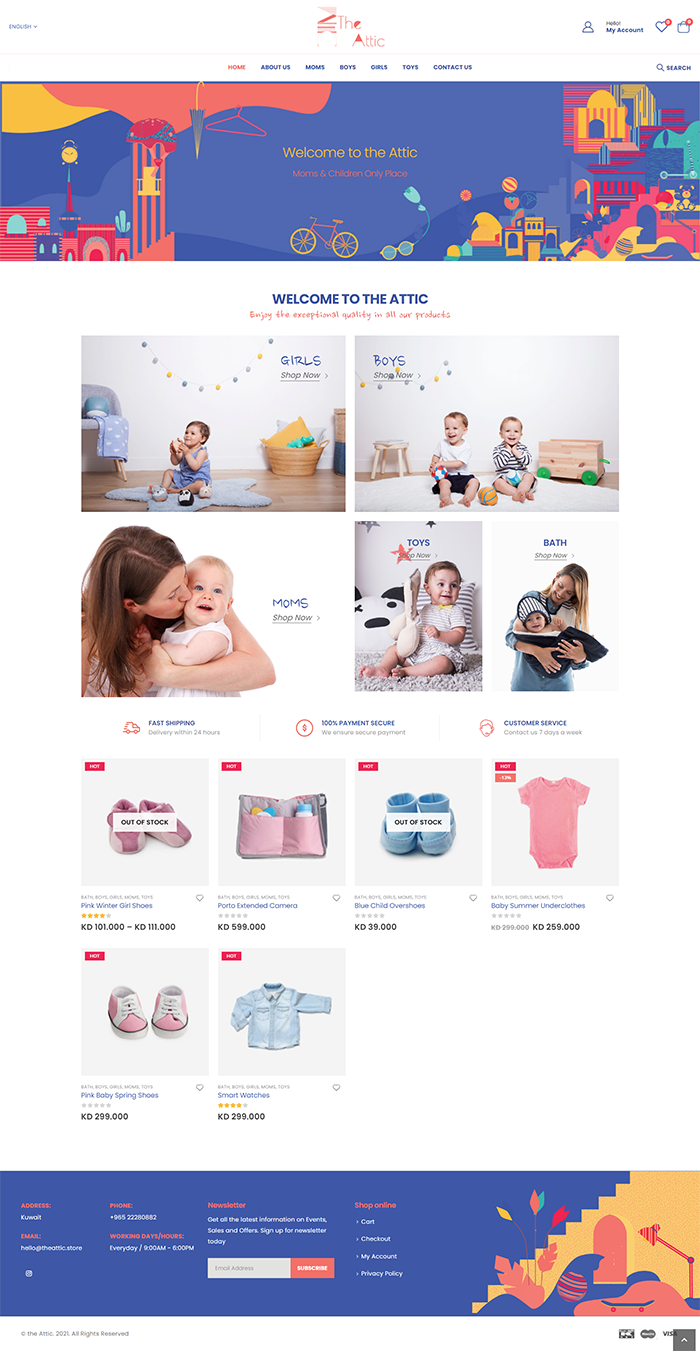 ENGLISH
The
Attic
Hello!
My Account
0
0
HOME ABOUT US MOMS BOYS GIRLS TOYS CONTACT US
SEARCH
Welcome to the Attic
Moms & Children Only Place
WELCOME TO THE ATTIC
Enjoy the exceptional quality in all our products
GIRLS
Shop Now
BOYS
Shop Now
MOMS
Shop Now
TOYS
Shop Now
BATH
Shop Now
FAST SHIPPING
Delivery within 24 hours
100% PAYMENT SECURE
We ensure secure payment
CUSTOMER SERVICE
Contact us 7 days a week
HOT
OUT OF STOCK
BATH, BOYS, GIRLS, MOMS, TOYS
Pink Winter Girl Shoes
KD 101.000 – KD 111.000
HOT
BATH, BOYS, GIRLS, MOMS, TOYS
Porto Extended Camera
KD 599.000
HOT
OUT OF STOCK
BATH, BOYS, GIRLS, MOMS, TOYS
Blue Child Overshoes
KD 39.000
HOT
-13%
BATH, BOYS, GIRLS, MOMS, TOYS
Baby Summer Underclothes
KD 299.000 KD 259.000
HOT
BATH, BOYS, GIRLS, MOMS, TOYS
Pink Baby Spring Shoes
KD 299.000
HOT
BATH, BOYS, GIRLS, MOMS, TOYS
Smart Watches
KD 299.000
ADDRESS:
Kuwait
PHONE:
+965 22280882
EMAIL:
hello@theattic.store
WORKING DAYS/HOURS:
Everyday / 9:00AM - 6:00PM
Newsletter
Get all the latest information on Events,
Sales and Offers. Sign up for newsletter
today
Email Address
SUBSCRIBE
Shop online
Cart
Checkout
My Account
Privacy Policy
© the Attic. 2021. All Rights Reserved
VISA